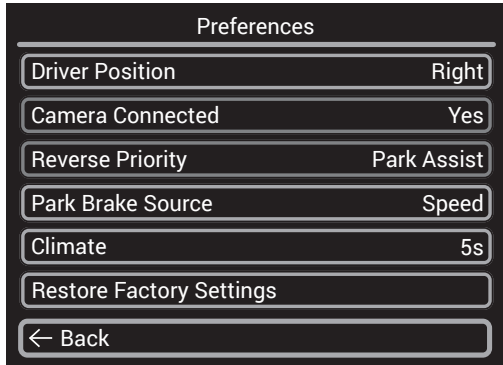 Preferences
Driver Position Right
Camera Connected Yes
Reverse Priority Park Assist
Park Brake Source Speed
Climate 5s
Restore Factory Settings
← Back